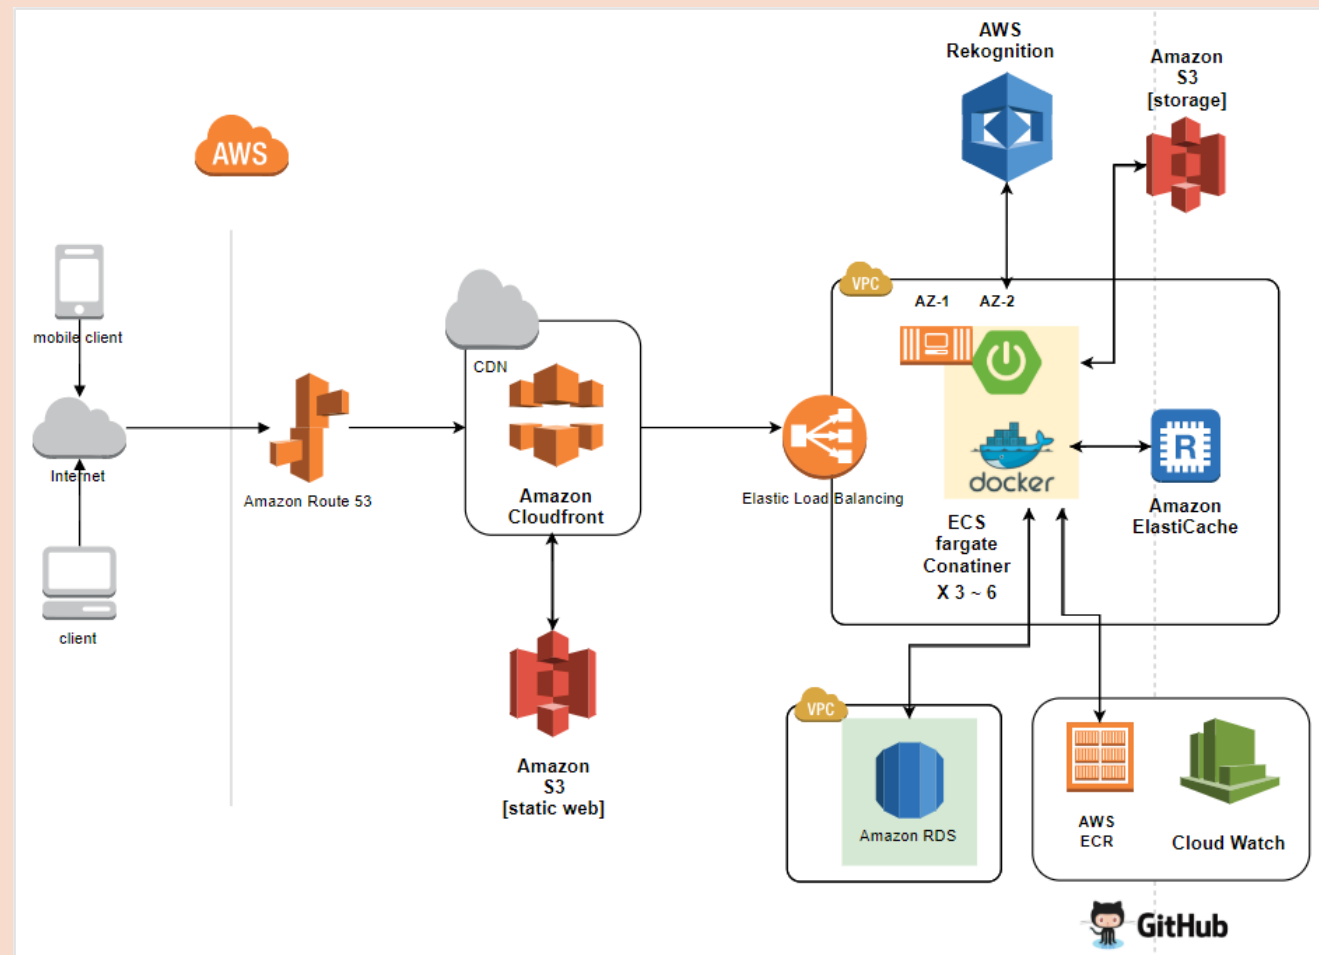 AWS
Rekognition
Amazon
S3
[storage]
AWS
mobile client
Internet
client
Amazon Route 53
CDN
Amazon
Cloudfront
Amazon
S3
[static web]
Elastic Load Balancing
VPC
AZ-1
AZ-2
docker
ECS
fargate
Conatiner
X 3 ~ 6
R
Amazon
ElastiCache
VPC
Amazon RDS
AWS
ECR
Cloud Watch
GitHub